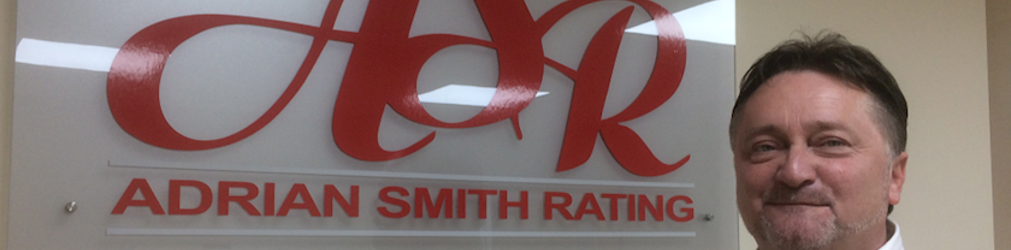 ASR
ADRIAN SMITH RATING